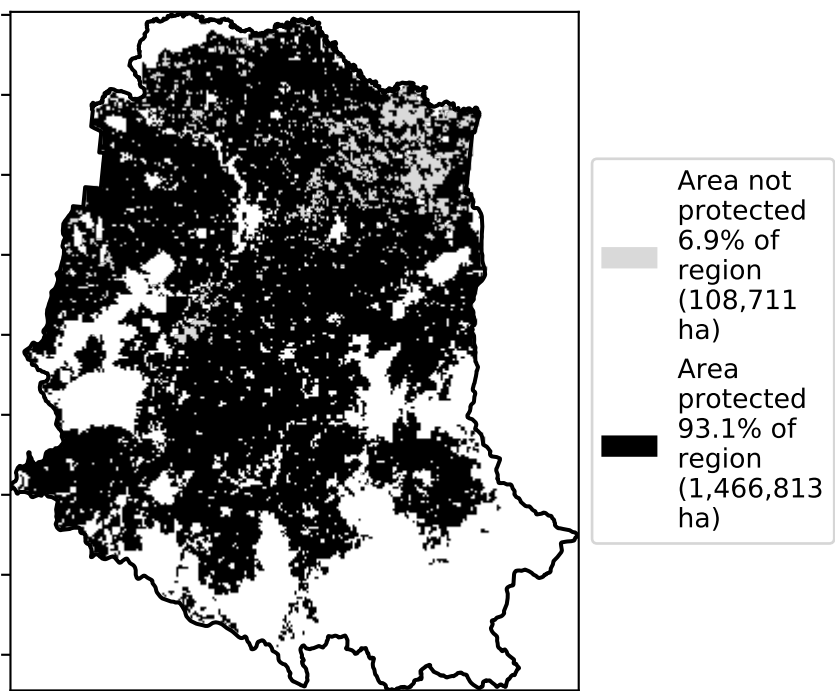 Area not
protected
6.9% of
region
(108,711
ha)
Area
protected
93.1% of
region
(1,466,813
ha)